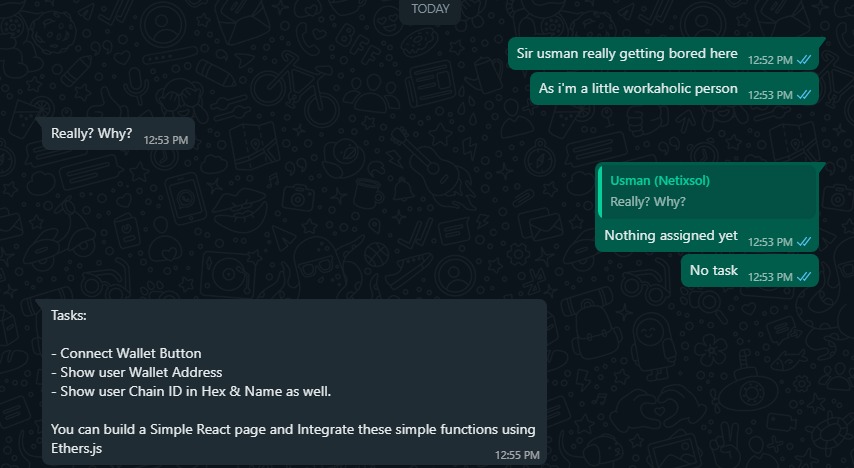 TODAY
Sir usman really getting bored here 12:52 PM
As i'm a little workaholic person 12:53 PM
Really? Why? 12:53 PM
Usman (Netixsol)
Really? Why?
Nothing assigned yet 12:53 PM
No task 12:53 PM
Tasks:
- Connect Wallet Button
- Show user Wallet Address
- Show user Chain ID in Hex & Name as well.
You can build a Simple React page and Integrate these simple functions using
Ethers.js 12:55 PM